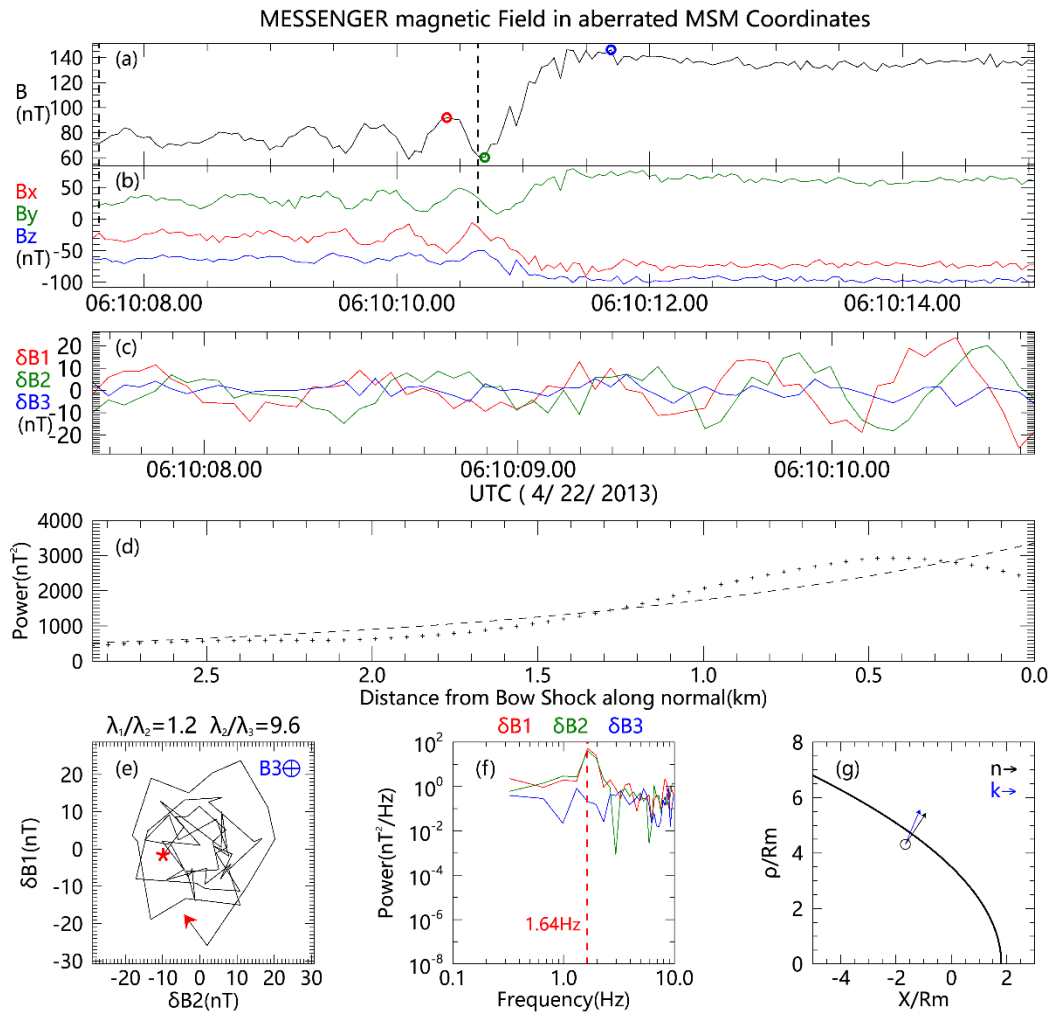 MESSENGER magnetic Field in aberrated MSM Coordinates
(a)
B
(nT)
140
120
100
80
60
(b)
Bx
By
Bz
(nT)
50
0
-50
-100
06:10:08.00 06:10:10.00 06:10:12.00 06:10:14.00
(c)
δB1
δB2
δB3
(nT)
20
10
0
-10
-20
06:10:08.00 06:10:09.00 06:10:10.00
UTC ( 4/ 22/ 2013)
(d)
Power(nT²)
4000
3000
2000
1000
0
2.5 2.0 1.5 1.0 0.5 0.0
Distance from Bow Shock along normal(km)
λ₁/λ₂=1.2 λ₂/λ₃=9.6
(e)
B3⊕
δB1(nT)
20
10
0
-10
-20
-30
-20 -10 0 10 20 30
δB2(nT)
δB1 δB2 δB3
(f)
Power(nT²/Hz)
10²
10⁰
10⁻²
10⁻⁴
10⁻⁶
10⁻⁸
1.64Hz
0.1 1.0 10.0
Frequency(Hz)
(g)
n→
k→
ρ/Rm
8
6
4
2
0
-4 -2 0 2
X/Rm